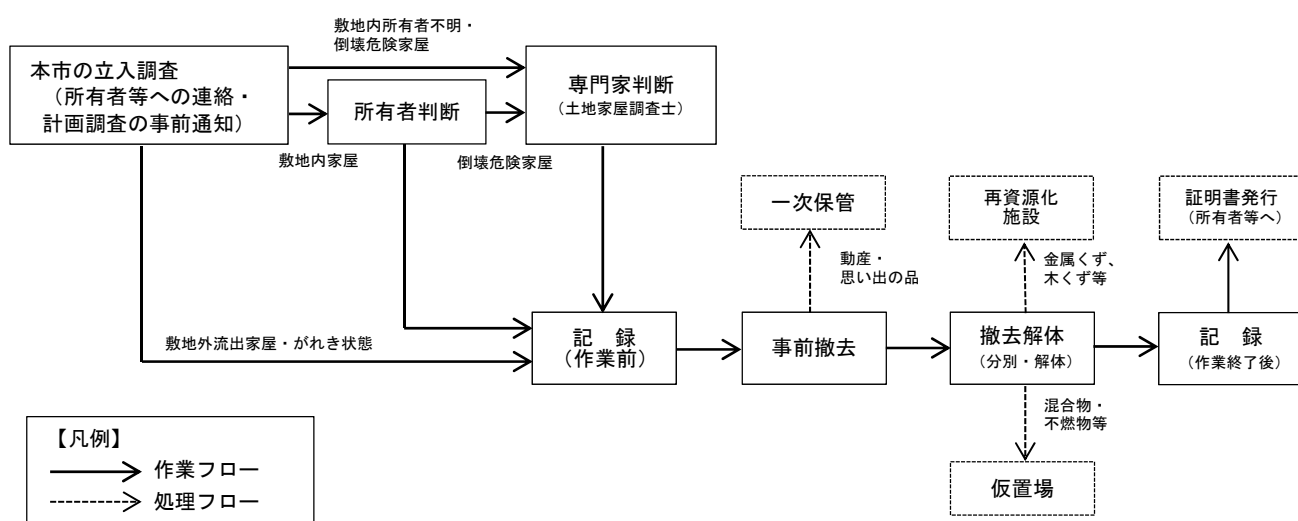 敷地内所有者不明・
倒壊危険家屋
本市の立入調査
(所有者等への連絡・
計画調査の事前通知)
所有者判断
専門家判断
(土地家屋調査士)
敷地内家屋
倒壊危険家屋
一次保管
再資源化
施設
証明書発行
(所有者等へ)
動産・
思い出の品
金属くず、
木くず等
敷地外流出家屋・がれき状態
記 録
(作業前)
事前撤去
撤去解体
(分別・解体)
記 録
(作業終了後)
混合物・
不燃物等
仮置場
【凡例】
作業フロー
処理フロー